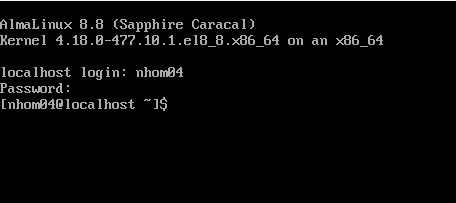 AlmaLinux 8.8 (Sapphire Caracal)
Kernel 4.18.0-477.10.1.el8_8.x86_64 on an x86_64
localhost login: nhom04
Password:
[nhom04@localhost ~]$